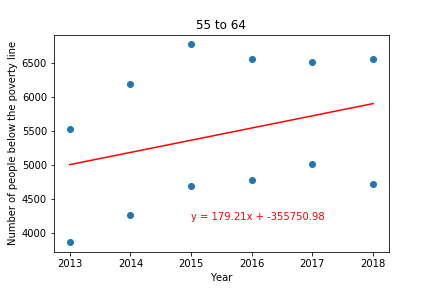 55 to 64
Number of people below the poverty line
6500
6000
5500
5000
4500
4000
y = 179.21x + -355750.98
2013 2014 2015 2016 2017 2018
Year